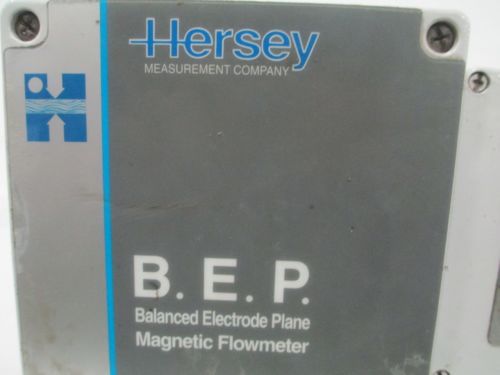 Hersey
MEASUREMENT COMPANY
B. E. P.
Balanced Electrode Plane
Magnetic Flowmeter